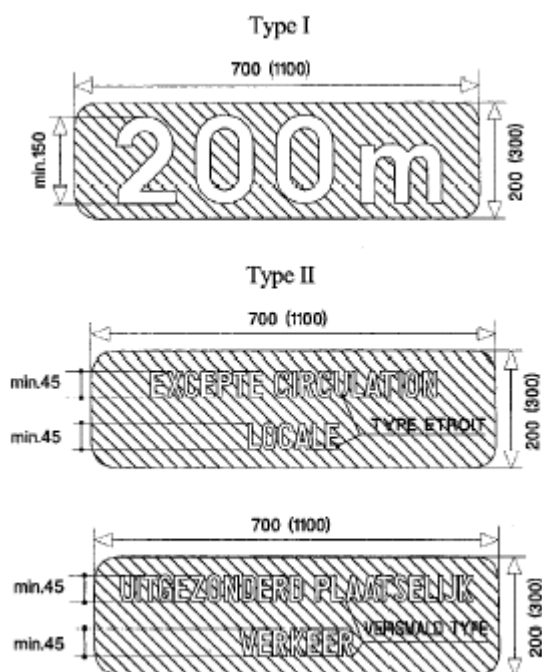 Type I
700 (1100)
min.150
200 m
200 (300)
Type II
700 (1100)
min.45
EXCEPTE CIRCULATION
min.45
LOCALE
TYPE ETROIT
200 (300)
700 (1100)
min.45
UITGEZONDERD PLAATSELIJK
min.45
VERKEER
VERSMALD TYPE
200 (300)